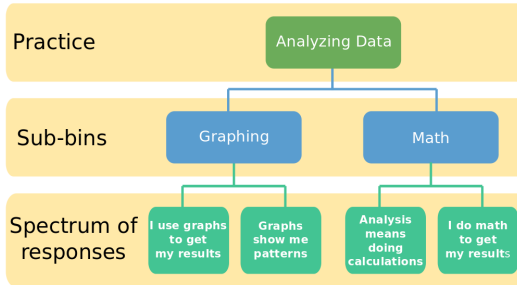 Practice
Analyzing Data
Sub-bins
Graphing
Math
Spectrum of
responses
I use graphs
to get
my results
Graphs
show me
patterns
Analysis
means
doing
calculations
I do math
to get
my results